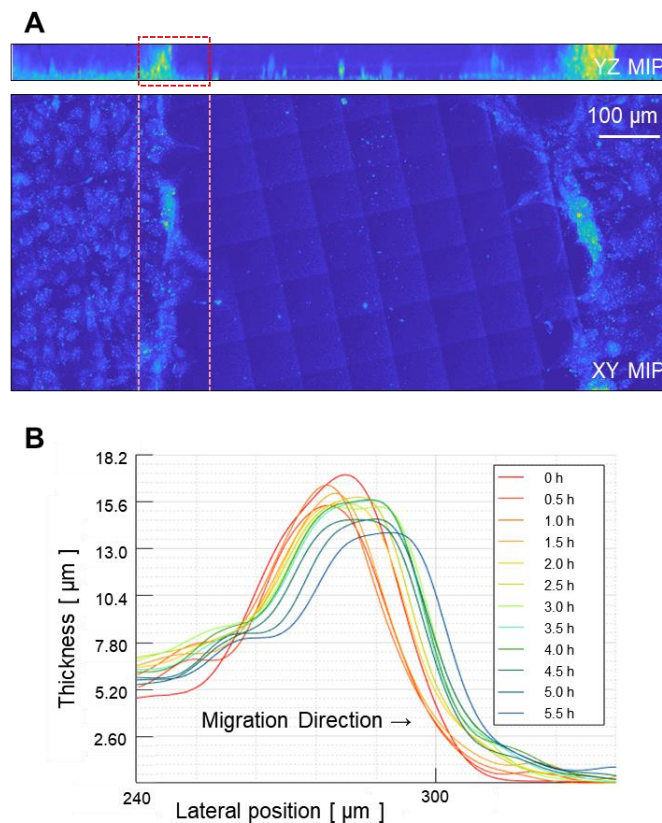 A
YZ MIP
100 µm
XY MIP
B
18.2
15.6
13.0
10.4
7.80
5.20
2.60
Thickness [ µm ]
0 h
0.5 h
1.0 h
1.5 h
2.0 h
2.5 h
3.0 h
3.5 h
4.0 h
4.5 h
5.0 h
5.5 h
Migration Direction →
240
300
Lateral position [ µm ]